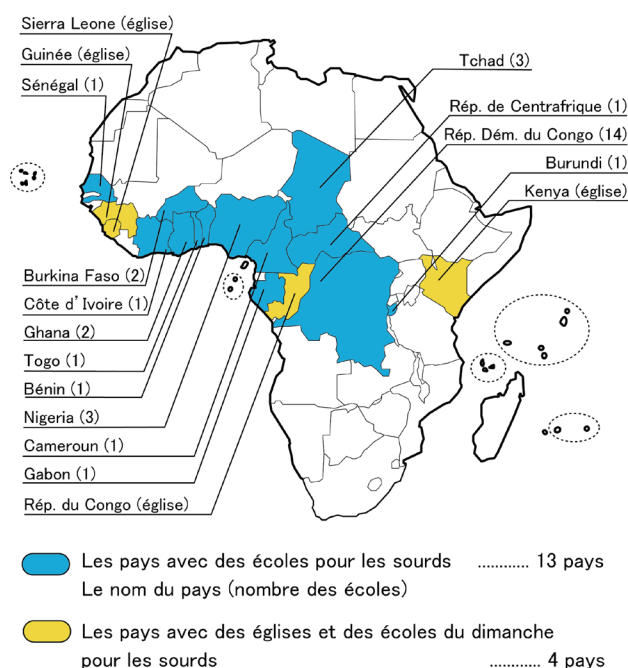 Sierra Leone (église)
Guinée (église)
Sénégal (1)
Tchad (3)
Rép. de Centrafrique (1)
Rép. Dém. du Congo (14)
Burundi (1)
Kenya (église)
Burkina Faso (2)
Côte d'Ivoire (1)
Ghana (2)
Togo (1)
Bénin (1)
Nigeria (3)
Cameroun (1)
Gabon (1)
Rép. du Congo (église)
Les pays avec des écoles pour les sourds ............ 13 pays
Le nom du pays (nombre des écoles)
Les pays avec des églises et des écoles du dimanche
pour les sourds ............ 4 pays